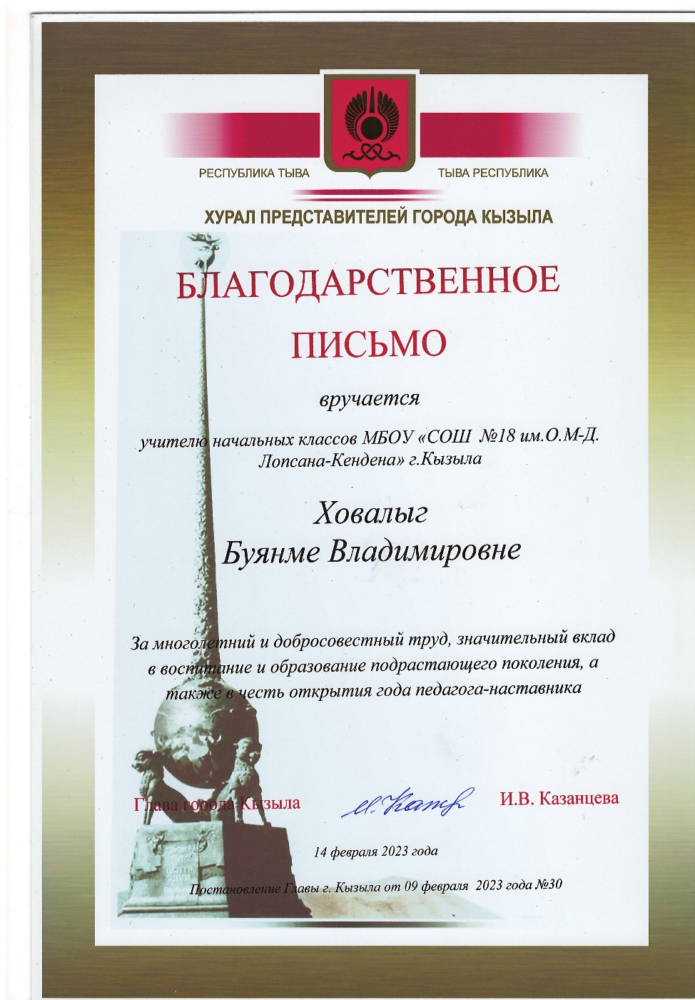 РЕСПУБЛИКА ТЫВА
ТЫВА РЕСПУБЛИКА
ХУРАЛ ПРЕДСТАВИТЕЛЕЙ ГОРОДА КЫЗЫЛА
БЛАГОДАРСТВЕННОЕ
ПИСЬМО
вручается
учителю начальных классов МБОУ «СОШ №18 им.О.М-Д.
Лопсана-Кендена» г.Кызыла
Ховалыг
Буянме Владимировне
За многолетний и добросовестный труд, значительный вклад
в воспитание и образование подрастающего поколения, а
также в честь открытия года педагога-наставника
Глава города Кызыла
И.В. Казанцева
14 февраля 2023 года
Постановление Главы г. Кызыла от 09 февраля 2023 года №30